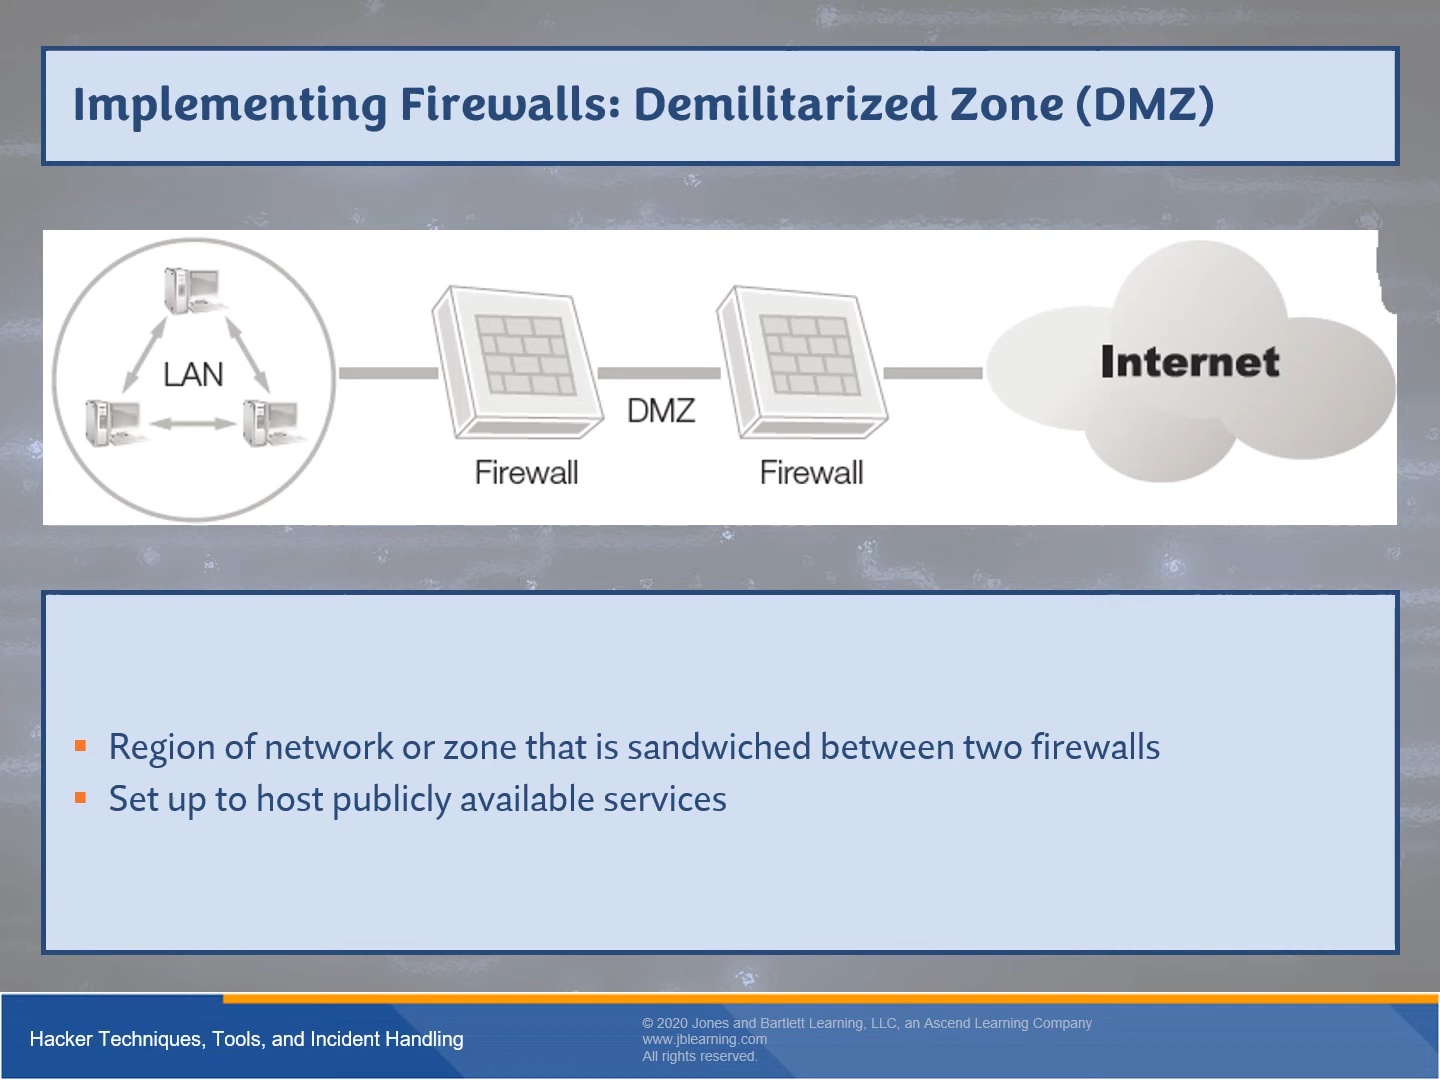 Implementing Firewalls: Demilitarized Zone (DMZ)
LAN
Firewall
DMZ
Firewall
Internet
Region of network or zone that is sandwiched between two firewalls
Set up to host publicly available services
Hacker Techniques, Tools, and Incident Handling
© 2020 Jones and Bartlett Learning, LLC, an Ascend Learning Company
www.jblearning.com
All rights reserved.